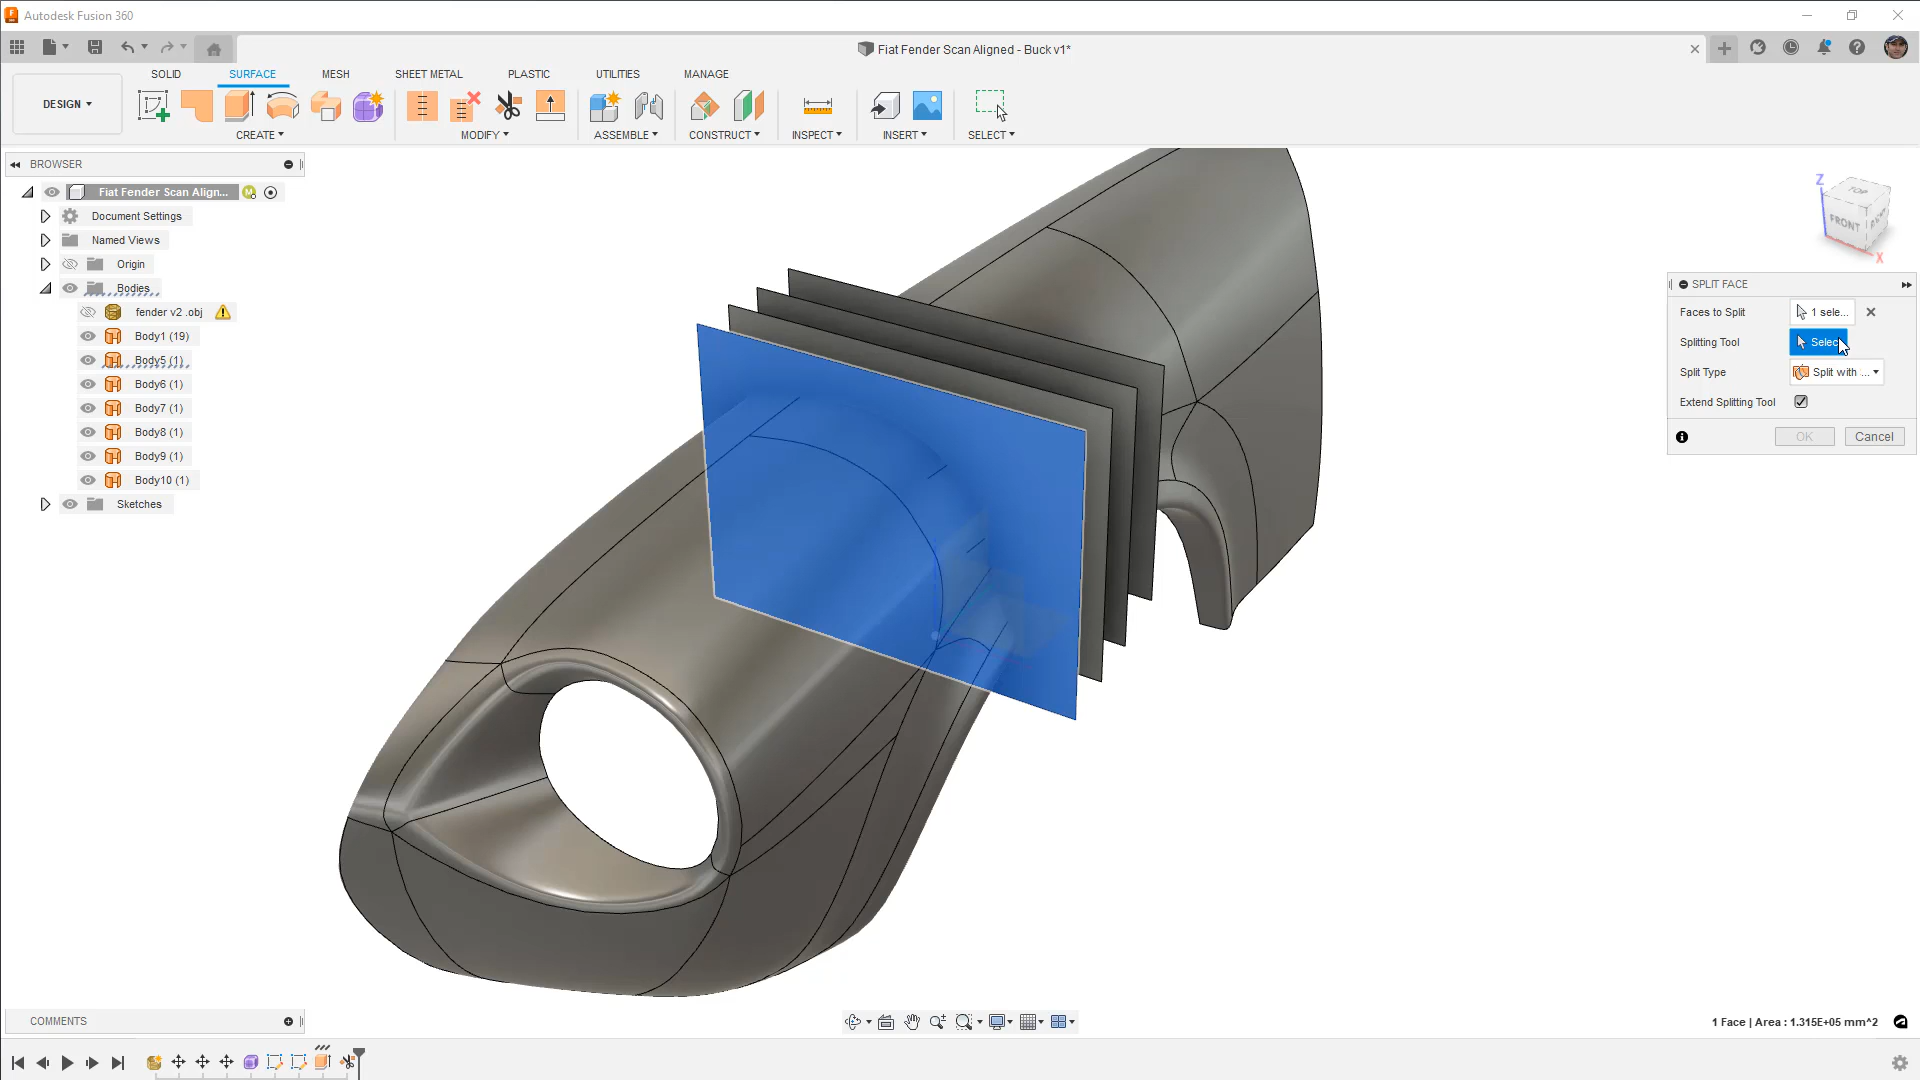 Autodesk Fusion 360
Fiat Fender Scan Aligned - Buck v1*
SOLID SURFACE MESH SHEET METAL PLASTIC UTILITIES MANAGE
DESIGN
CREATE MODIFY ASSEMBLE CONSTRUCT INSPECT INSERT SELECT
BROWSER
Fiat Fender Scan Align...
Document Settings
Named Views
Origin
Bodies
fender v2 .obj
Body1 (19)
Body5 (1)
Body6 (1)
Body7 (1)
Body8 (1)
Body9 (1)
Body10 (1)
Sketches
Z
TOP
FRONT
X
SPLIT FACE
Faces to Split 1 sele...
Splitting Tool Select
Split Type Split with ...
Extend Splitting Tool
OK Cancel
COMMENTS
1 Face | Area : 1.315E+05 mm^2